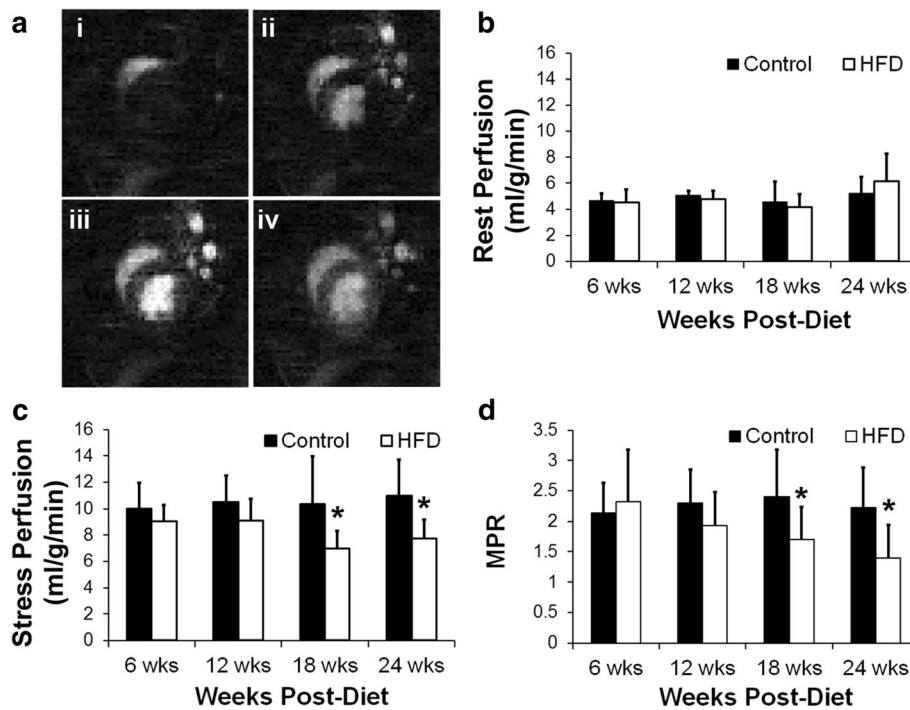 a
i
ii
iii
iv
b
Control HFD
Rest Perfusion
(ml/g/min)
16
14
12
10
8
6
4
2
0
6 wks 12 wks 18 wks 24 wks
Weeks Post-Diet
c
Control HFD
Stress Perfusion
(ml/g/min)
16
14
12
10
8
6
4
2
0
* *
6 wks 12 wks 18 wks 24 wks
Weeks Post-Diet
d
Control HFD
MPR
3.5
3
2.5
2
1.5
1
0.5
0
* *
6 wks 12 wks 18 wks 24 wks
Weeks Post-Diet